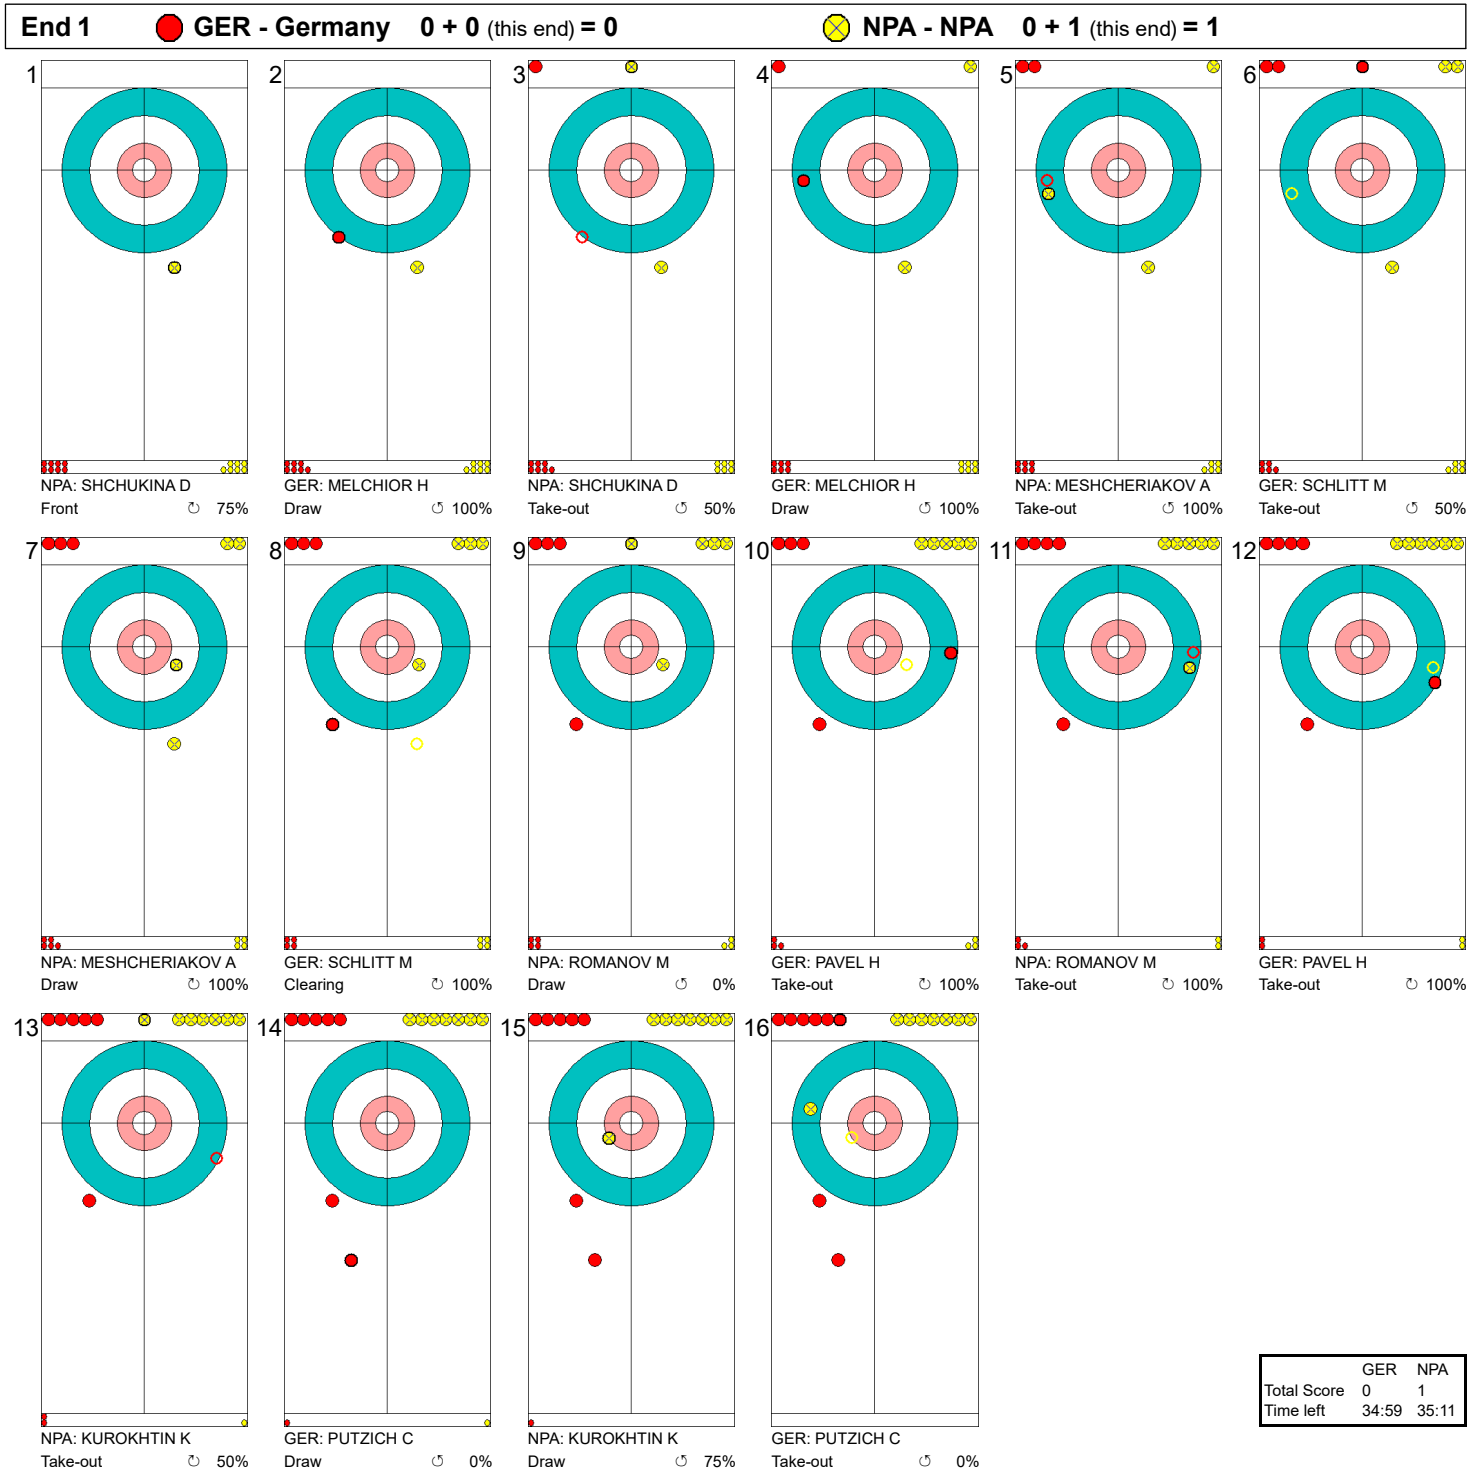 End 1 GER - Germany 0 + 0 (this end) = 0 NPA - NPA 0 + 1 (this end) = 1
1
NPA: SHCHUKINA D
Front ↻ 75%
2
GER: MELCHIOR H
Draw ↺ 100%
3
NPA: SHCHUKINA D
Take-out ↺ 50%
4
GER: MELCHIOR H
Draw ↺ 100%
5
NPA: MESHCHERIAKOV A
Take-out ↻ 100%
6
GER: SCHLITT M
Take-out ↺ 50%
7
NPA: MESHCHERIAKOV A
Draw ↻ 100%
8
GER: SCHLITT M
Clearing ↻ 100%
9
NPA: ROMANOV M
Draw ↺ 0%
10
GER: PAVEL H
Take-out ↻ 100%
11
NPA: ROMANOV M
Take-out ↻ 100%
12
GER: PAVEL H
Take-out ↻ 100%
13
NPA: KUROKHTIN K
Take-out ↻ 50%
14
GER: PUTZICH C
Draw ↺ 0%
15
NPA: KUROKHTIN K
Draw ↺ 75%
16
GER: PUTZICH C
Take-out ↺ 0%
GER NPA
Total Score 0 1
Time left 34:59 35:11